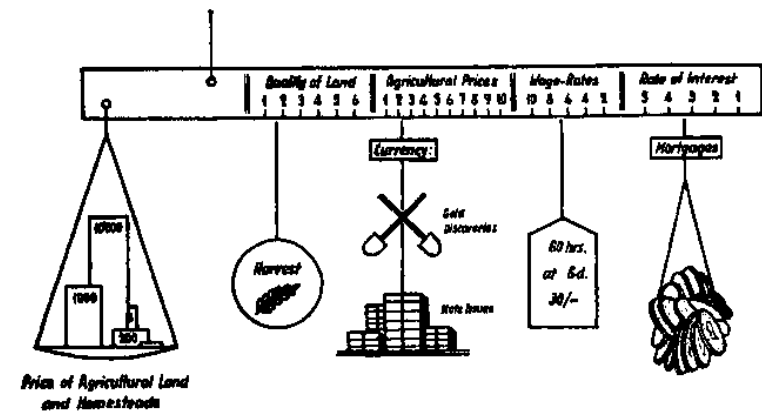 Quality of Land
1 2 3 4 5 6
Agricultural Prices
1 2 3 4 5 6 7 8 9 10
Wage-Rates
10 8 6 4 2
Rate of Interest
5 4 3 2 1
Currency:
Mortgages
Gold
Discoveries
Harvest
60 hrs.
at 6d.
30/-
1000
Note Issues
Price of Agricultural Land
and Homesteads